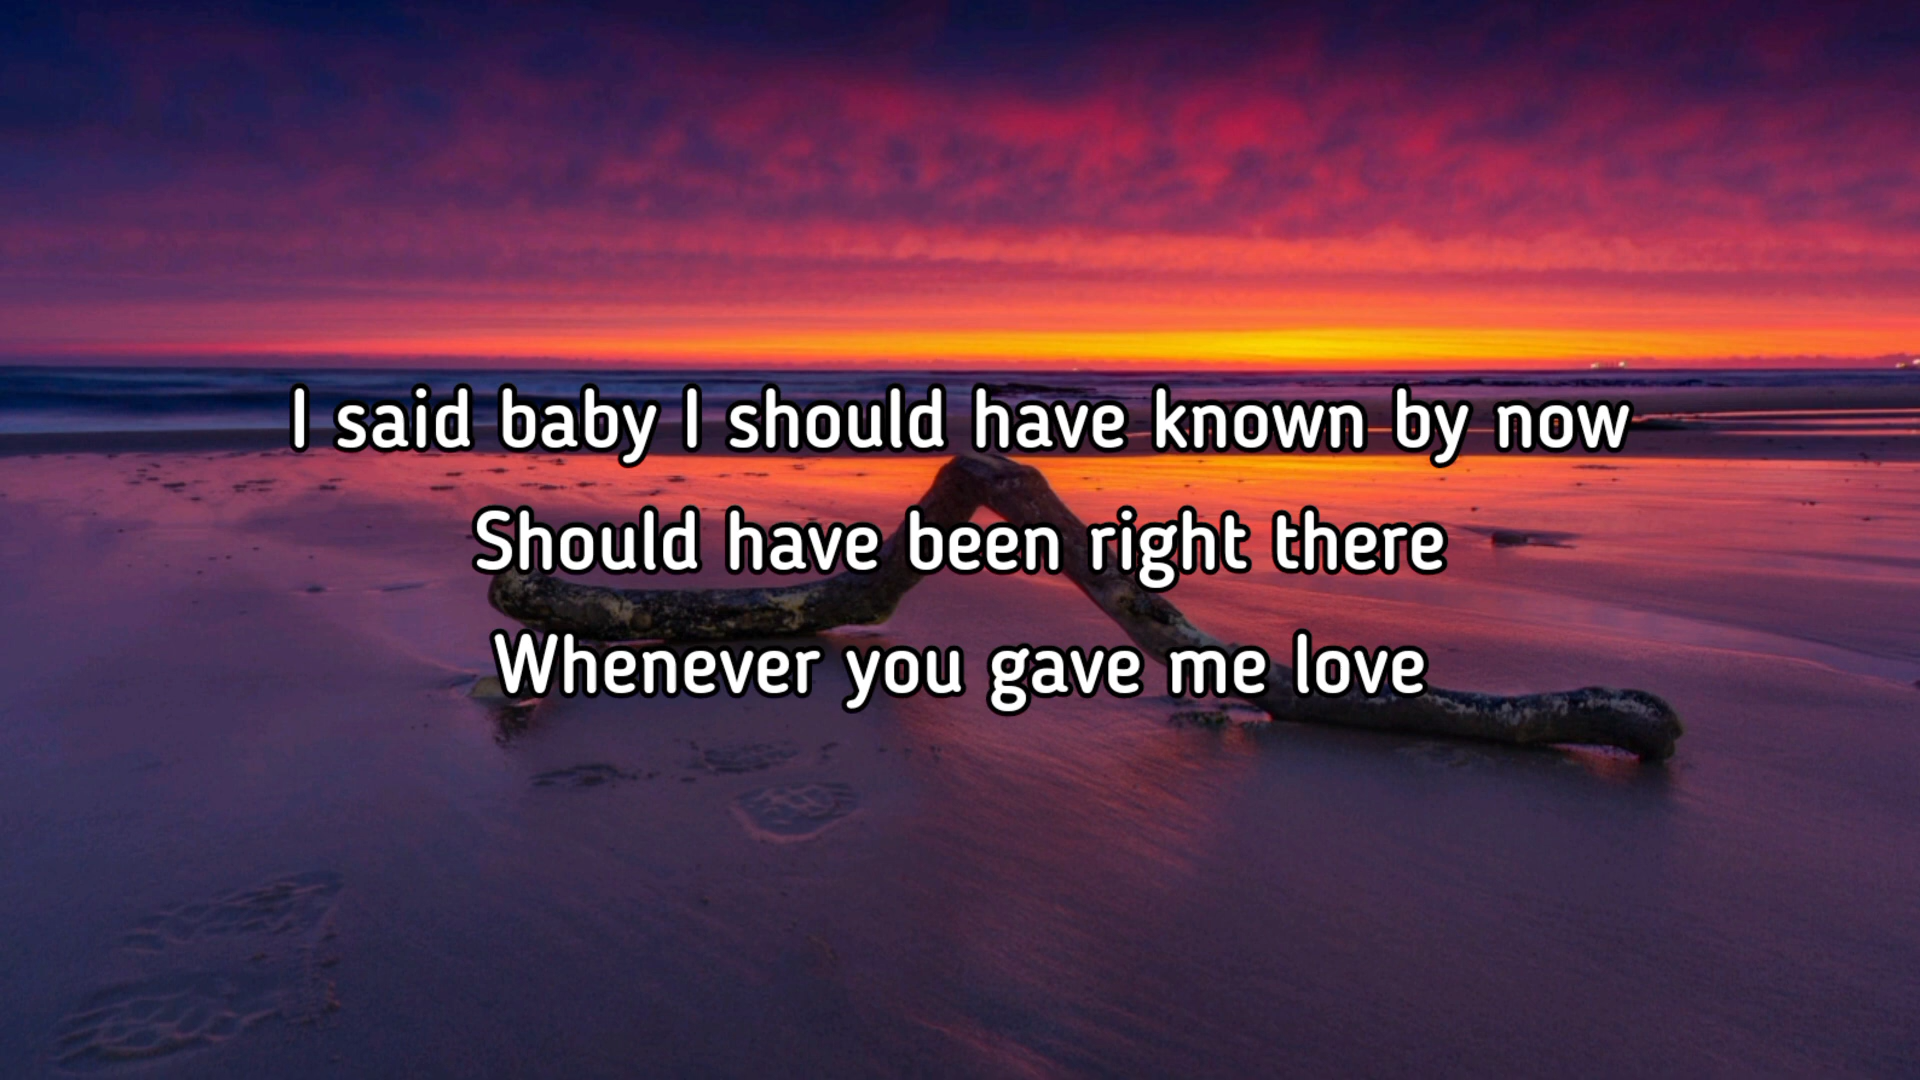 I said baby I should have known by now
Should have been right there
Whenever you gave me love